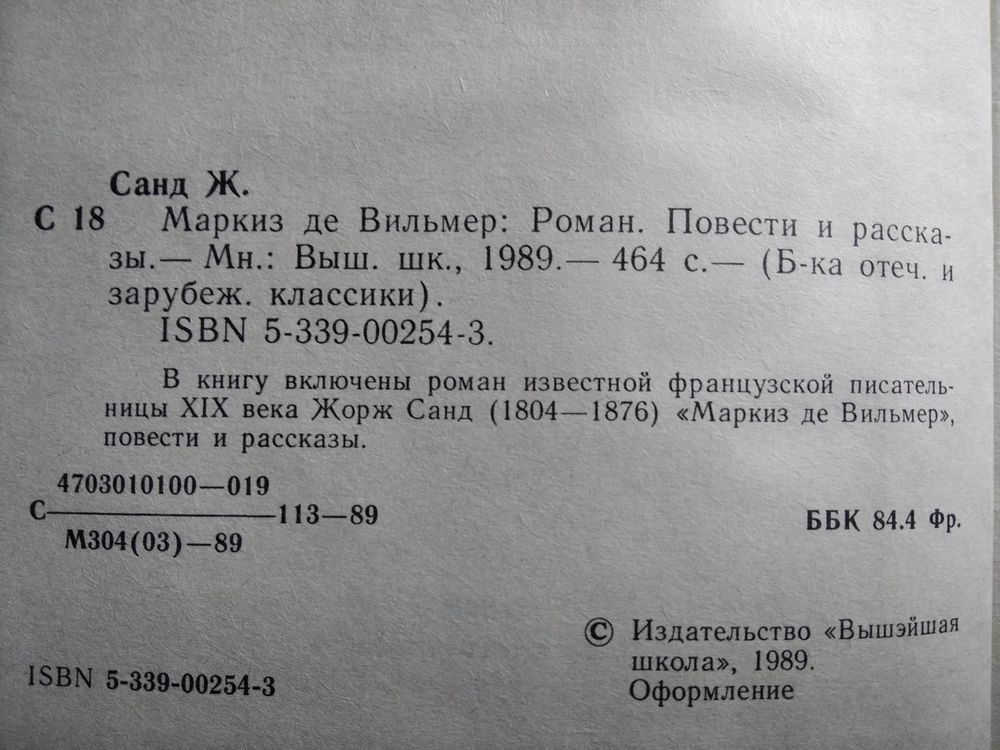 Санд Ж.
С 18 Маркиз де Вильмер: Роман. Повести и расска-
зы.— Мн.: Выш. шк., 1989.— 464 с.— (Б-ка отеч. и
зарубеж. классики).
ISBN 5-339-00254-3.
В книгу включены роман известной французской писатель-
ницы XIX века Жорж Санд (1804—1876) «Маркиз де Вильмер»,
повести и рассказы.
4703010100—019
С——————113—89
М304(03)—89
ББК 84.4 Фр.
© Издательство «Вышэйшая
школа», 1989.
Оформление
ISBN 5-339-00254-3